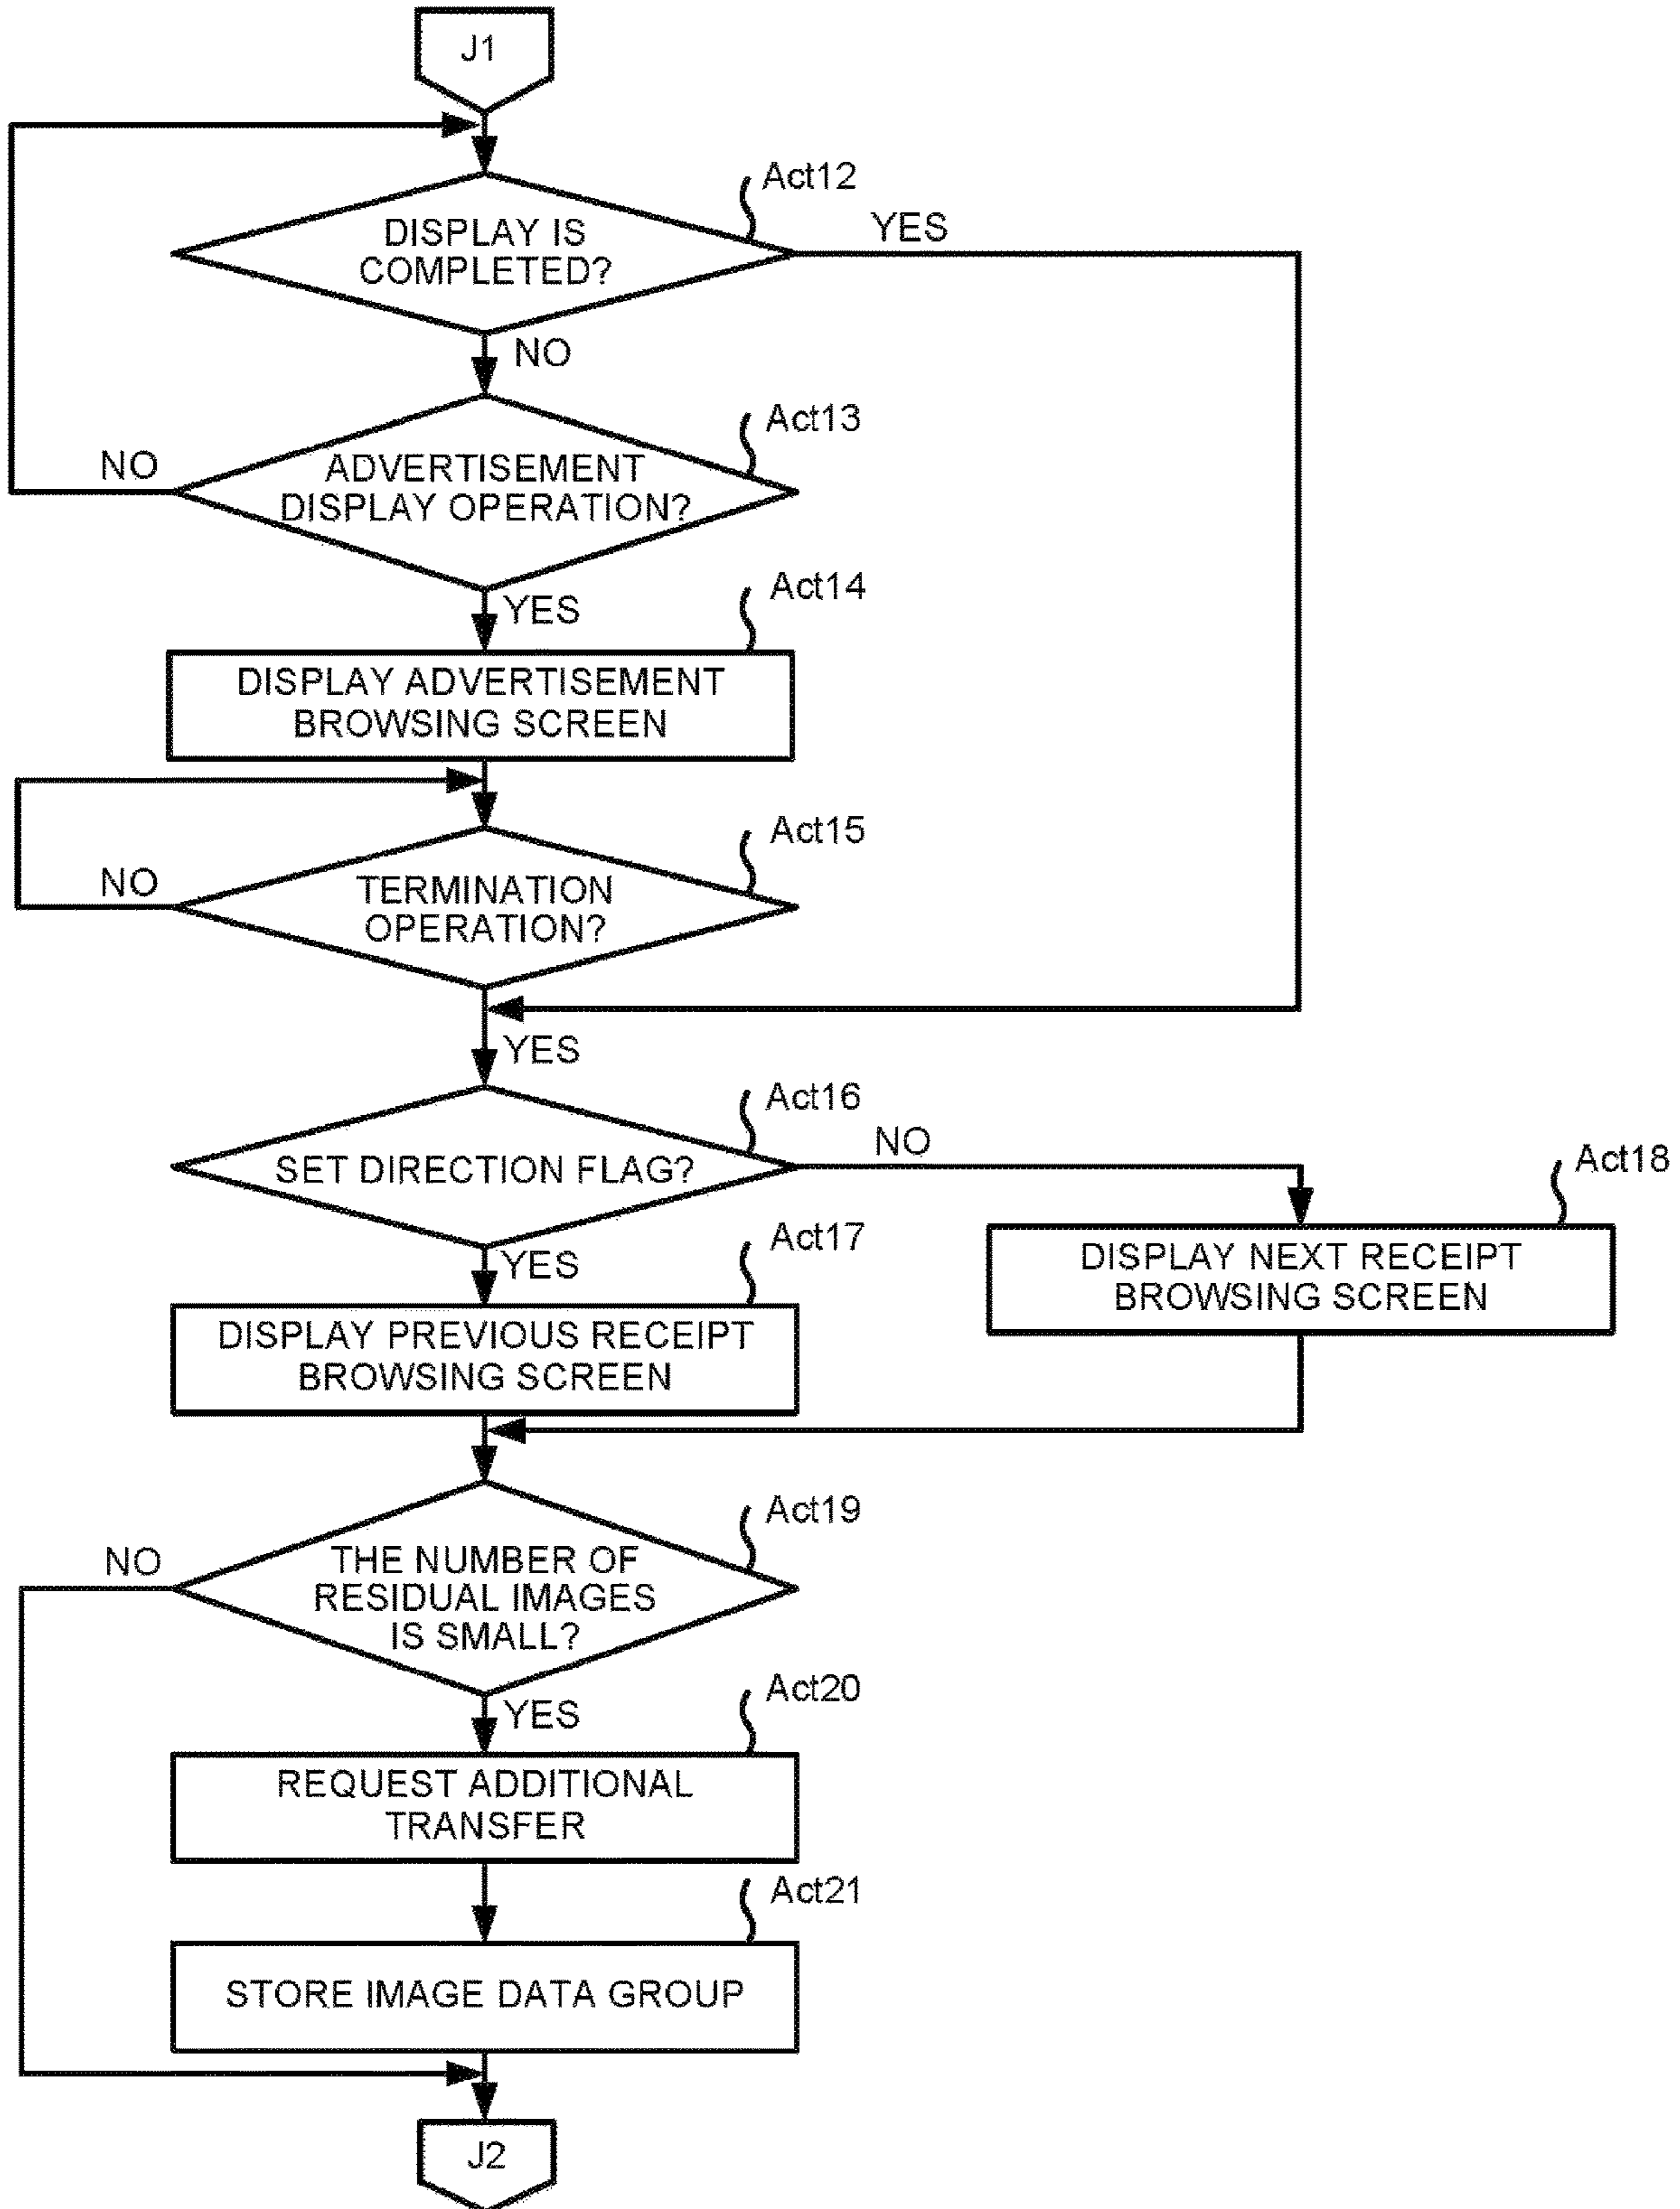 J1
Act12
DISPLAY IS
COMPLETED?
YES
NO
Act13
ADVERTISEMENT
DISPLAY OPERATION?
NO
YES
Act14
DISPLAY ADVERTISEMENT
BROWSING SCREEN
Act15
TERMINATION
OPERATION?
NO
YES
Act16
SET DIRECTION FLAG?
NO
YES
Act18
DISPLAY NEXT RECEIPT
BROWSING SCREEN
Act17
DISPLAY PREVIOUS RECEIPT
BROWSING SCREEN
Act19
THE NUMBER OF
RESIDUAL IMAGES
IS SMALL?
NO
YES
Act20
REQUEST ADDITIONAL
TRANSFER
Act21
STORE IMAGE DATA GROUP
J2